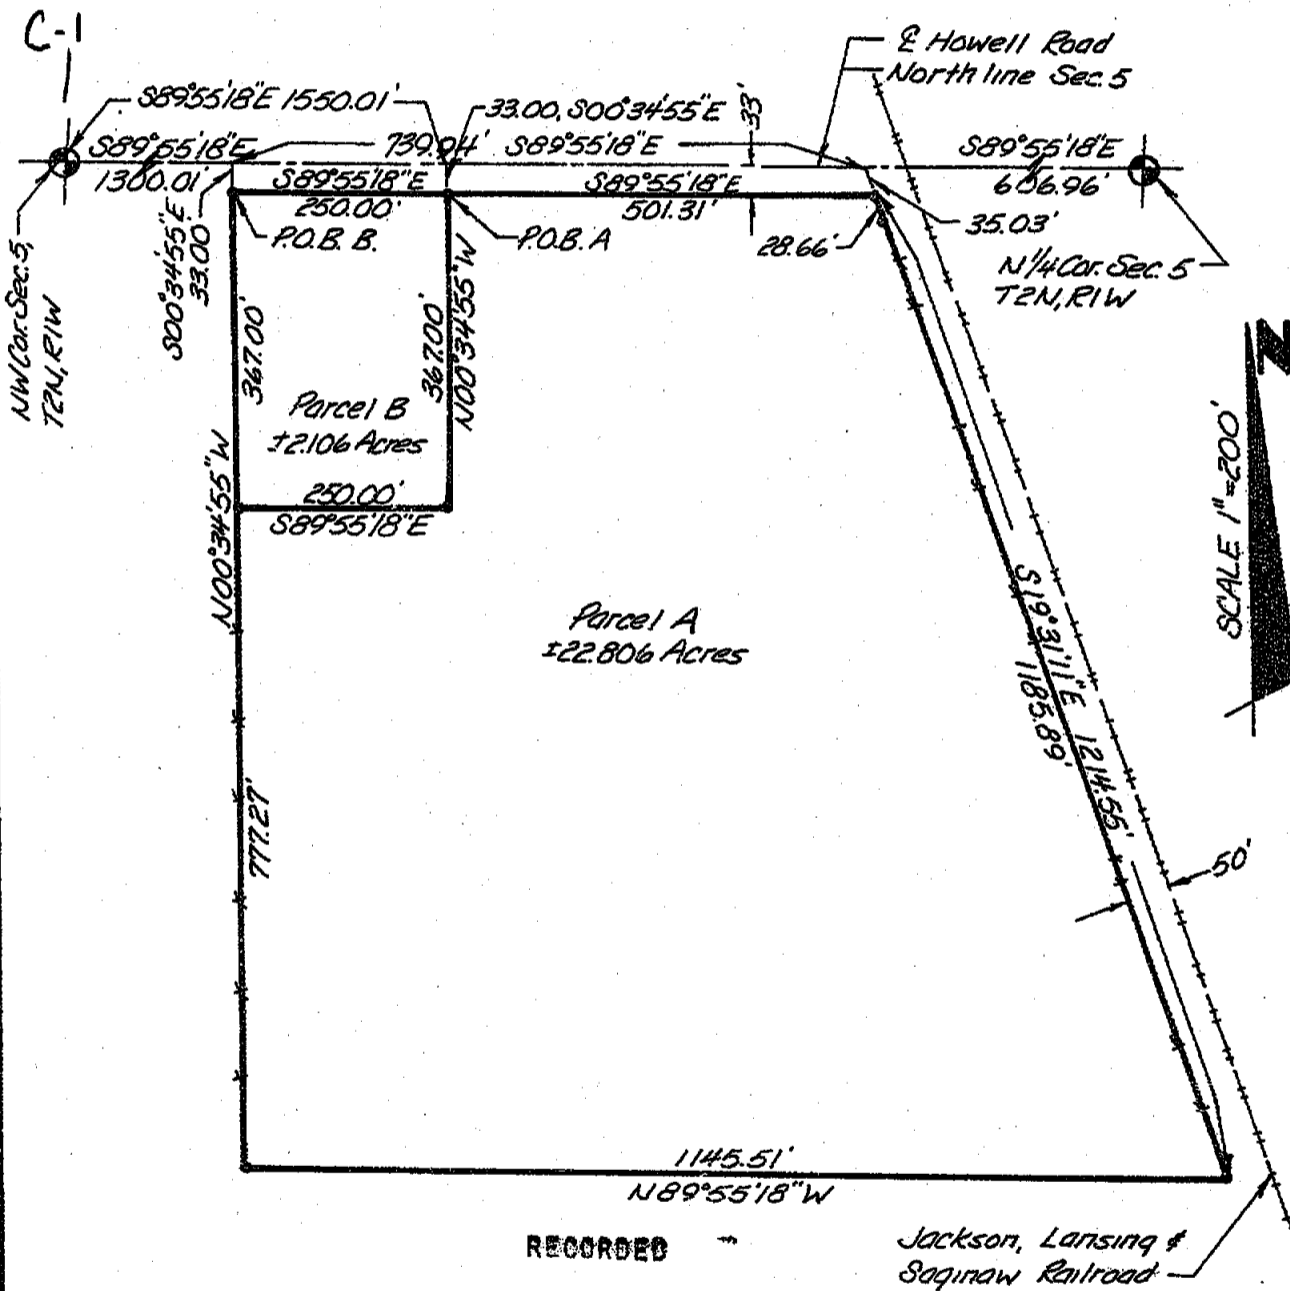 C-1
℄ Howell Road
North line Sec. 5
S89°55'18"E 1550.01'
33.00, S00°34'55"E
33'
S89°55'18"E
739.94'
S89°55'18"E
S89°55'18"E
1300.01'
S89°55'18"E
250.00'
S89°55'18"E
501.31'
606.96'
P.O.B. B.
P.O.B. A
28.66'
35.03'
N 1/4 Cor. Sec. 5
T2N, R1W
NW Cor. Sec. 5,
T2N, R1W
S00°34'55"E
33.00'
367.00'
367.00'
N00°34'55"W
Parcel B
±2.106 Acres
250.00'
S89°55'18"E
N00°34'55"W
N
SCALE 1"=200'
Parcel A
±22.806 Acres
S19°31'11"E 1214.55'
1185.89'
777.27'
50'
1145.51'
N89°55'18"W
RECORDED
Jackson, Lansing &
Saginaw Railroad